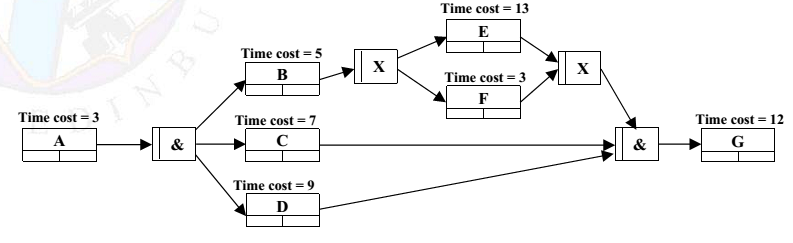 Time cost = 13
E
Time cost = 5
B
X
X
Time cost = 3
F
Time cost = 3
A
&
Time cost = 7
C
&
Time cost = 12
G
Time cost = 9
D
EDINBU